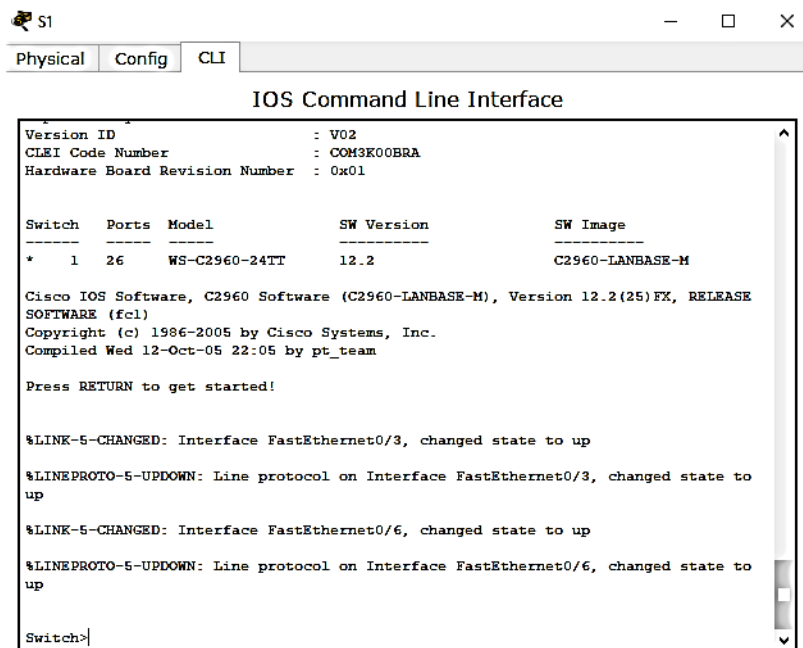 S1
Physical Config CLI
IOS Command Line Interface
Version ID : V02
CLEI Code Number : COM3K00BRA
Hardware Board Revision Number : 0x01
Switch Ports Model SW Version SW Image
------ ----- ----- ---------- ----------
* 1 26 WS-C2960-24TT 12.2 C2960-LANBASE-M
Cisco IOS Software, C2960 Software (C2960-LANBASE-M), Version 12.2(25)FX, RELEASE
SOFTWARE (fc1)
Copyright (c) 1986-2005 by Cisco Systems, Inc.
Compiled Wed 12-Oct-05 22:05 by pt_team
Press RETURN to get started!
%LINK-5-CHANGED: Interface FastEthernet0/3, changed state to up
%LINEPROTO-5-UPDOWN: Line protocol on Interface FastEthernet0/3, changed state to
up
%LINK-5-CHANGED: Interface FastEthernet0/6, changed state to up
%LINEPROTO-5-UPDOWN: Line protocol on Interface FastEthernet0/6, changed state to
up
Switch>